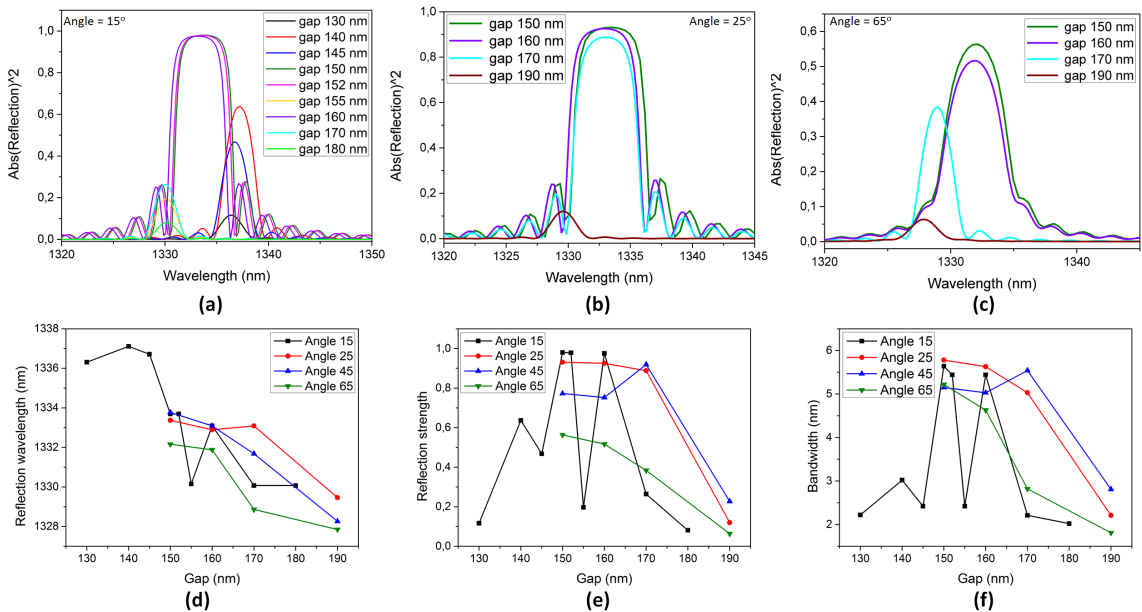 Angle = 15°
gap 130 nm
gap 140 nm
gap 145 nm
gap 150 nm
gap 152 nm
gap 155 nm
gap 160 nm
gap 170 nm
gap 180 nm
1,0
0,8
0,6
0,4
0,2
0,0
Abs(Reflection)^2
1320 1330 1340 1350
Wavelength (nm)
(a)
gap 150 nm
gap 160 nm
gap 170 nm
gap 190 nm
Angle = 25°
1,0
0,9
0,8
0,7
0,6
0,5
0,4
0,3
0,2
0,1
0,0
Abs(Reflection)^2
1320 1325 1330 1335 1340 1345
Wavelength (nm)
(b)
Angle = 65°
gap 150 nm
gap 160 nm
gap 170 nm
gap 190 nm
0,6
0,4
0,2
0,0
Abs(Reflection)^2
1320 1330 1340
Wavelength (nm)
(c)
1338
1336
1334
1332
1330
1328
Reflection wavelength (nm)
Angle 15
Angle 25
Angle 45
Angle 65
130 140 150 160 170 180 190
Gap (nm)
(d)
1,0
0,8
0,6
0,4
0,2
0,0
Reflection strength
Angle 15
Angle 25
Angle 45
Angle 65
130 140 150 160 170 180 190
Gap (nm)
(e)
6
5
4
3
2
Bandwidth (nm)
Angle 15
Angle 25
Angle 45
Angle 65
130 140 150 160 170 180 190
Gap (nm)
(f)